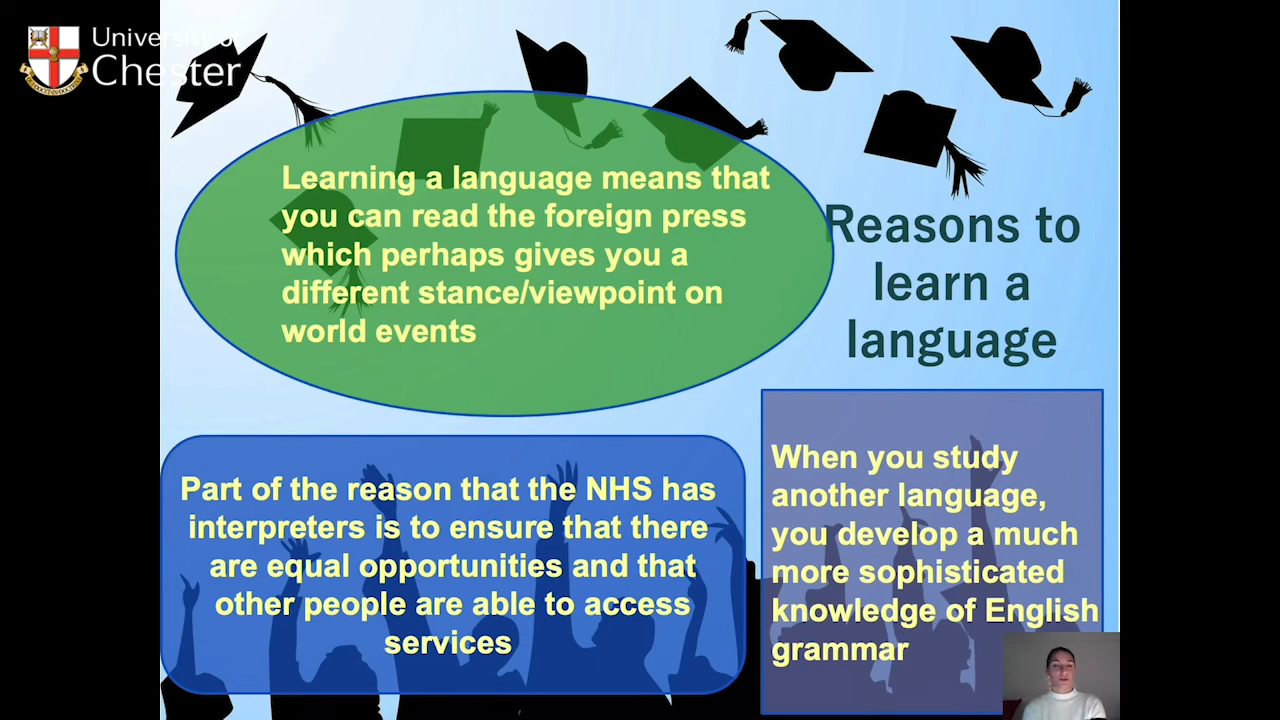 University of
Chester
Learning a language means that
you can read the foreign press
which perhaps gives you a
different stance/viewpoint on
world events
Reasons to
learn a
language
Part of the reason that the NHS has
interpreters is to ensure that there
are equal opportunities and that
other people are able to access
services
When you study
another language,
you develop a much
more sophisticated
knowledge of English
grammar